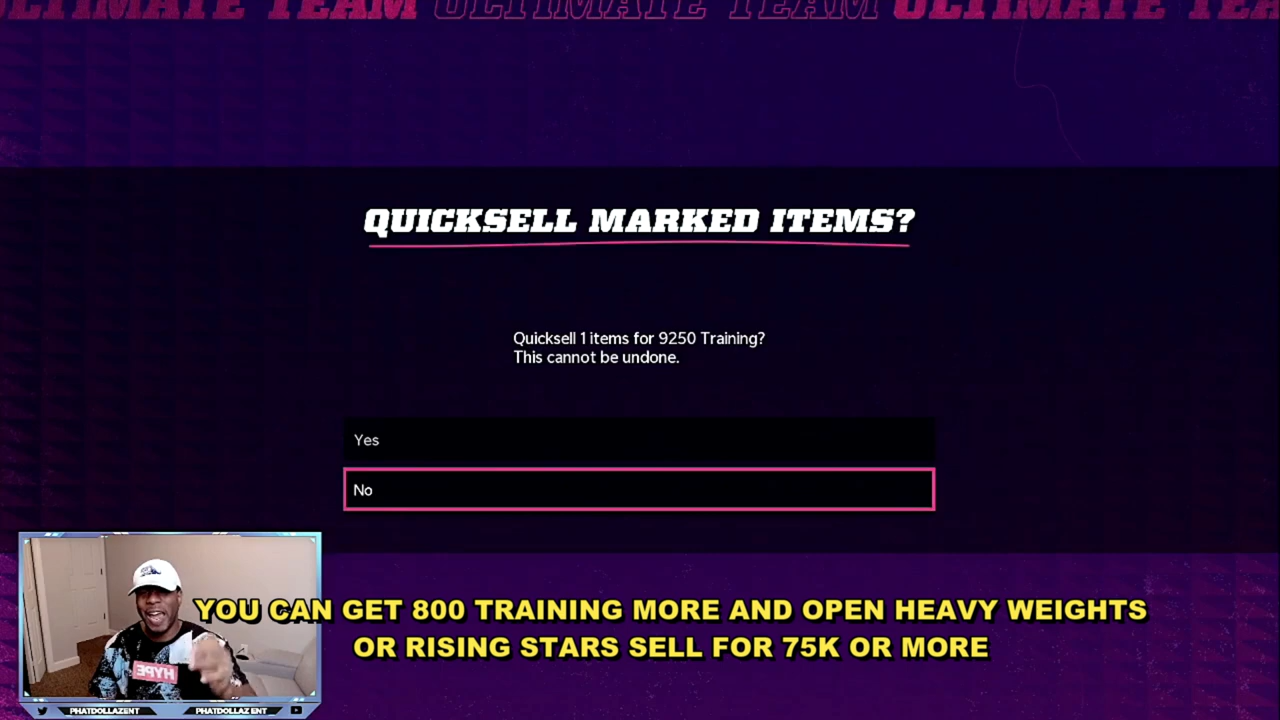 ULTIMATE TEAM ULTIMATE TEAM ULTIMATE TEA
QUICKSELL MARKED ITEMS?
Quicksell 1 items for 9250 Training?
This cannot be undone.
Yes
No
YOU CAN GET 800 TRAINING MORE AND OPEN HEAVY WEIGHTS
OR RISING STARS SELL FOR 75K OR MORE
HYPE
PHATDOLLAZENT PHATDOLLAZENT